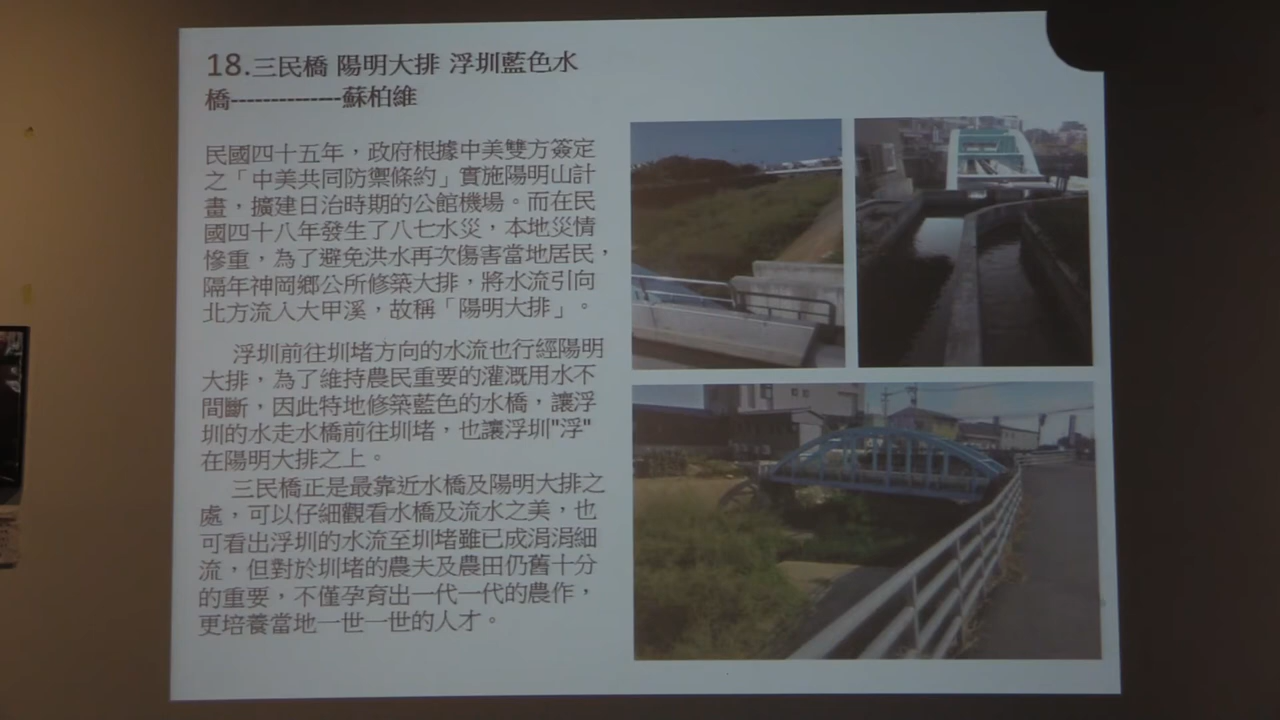 18.三民橋 陽明大排 浮圳藍色水
橋-------------蘇柏維
民國四十五年，政府根據中美雙方簽定
之「中美共同防禦條約」實施陽明山計
畫，擴建日治時期的公館機場。而在民
國四十八年發生了八七水災，本地災情
慘重，為了避免洪水再次傷害當地居民，
隔年神岡鄉公所修築大排，將水流引向
北方流入大甲溪，故稱「陽明大排」。
浮圳前往圳堵方向的水流也行經陽明
大排，為了維持農民重要的灌溉用水不
間斷，因此特地修築藍色的水橋，讓浮
圳的水走水橋前往圳堵，也讓浮圳"浮"
在陽明大排之上。
三民橋正是最靠近水橋及陽明大排之
處，可以仔細觀看水橋及流水之美，也
可看出浮圳的水流至圳堵雖已成涓涓細
流，但對於圳堵的農夫及農田仍舊十分
的重要，不僅孕育出一代一代的農作，
更培養當地一世一世的人才。